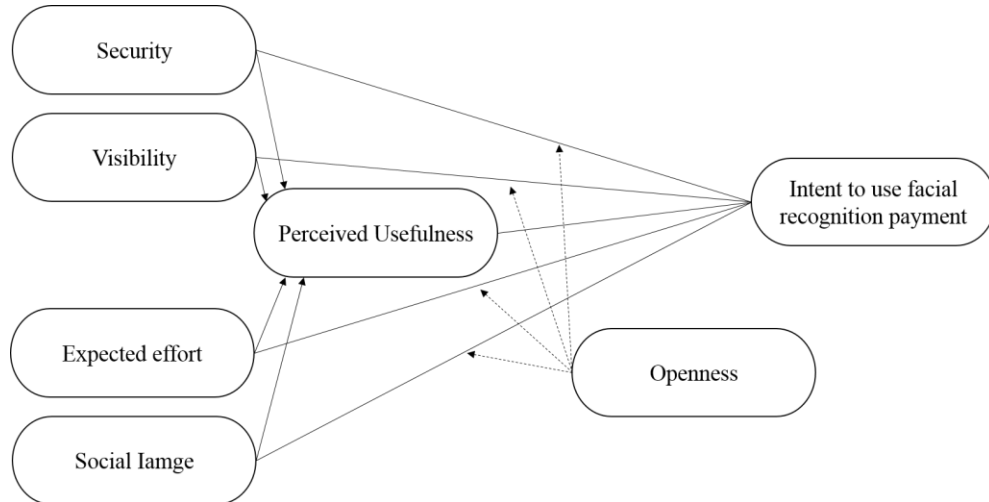 Security
Visibility
Perceived Usefulness
Intent to use facial
recognition payment
Expected effort
Openness
Social Iamge